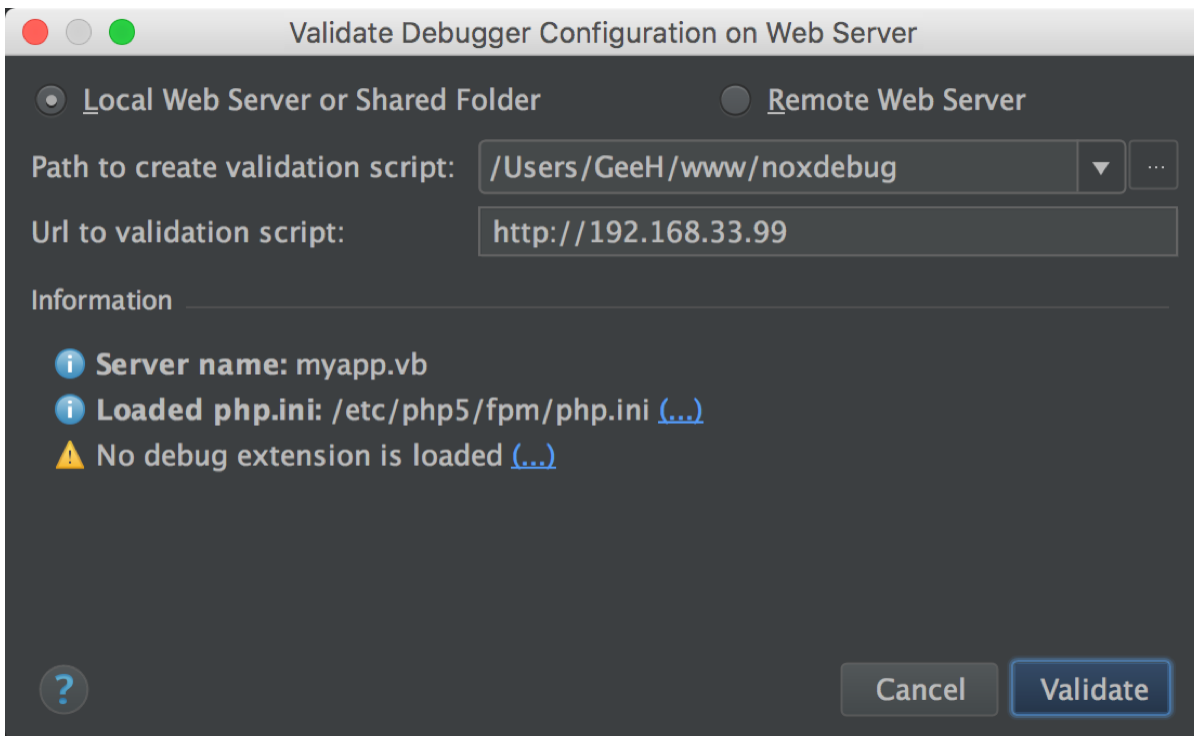 Validate Debugger Configuration on Web Server
Local Web Server or Shared Folder Remote Web Server
Path to create validation script: /Users/GeeH/www/noxdebug ...
Url to validation script: http://192.168.33.99
Information
Server name: myapp.vb
Loaded php.ini: /etc/php5/fpm/php.ini (...)
No debug extension is loaded (...)
? Cancel Validate